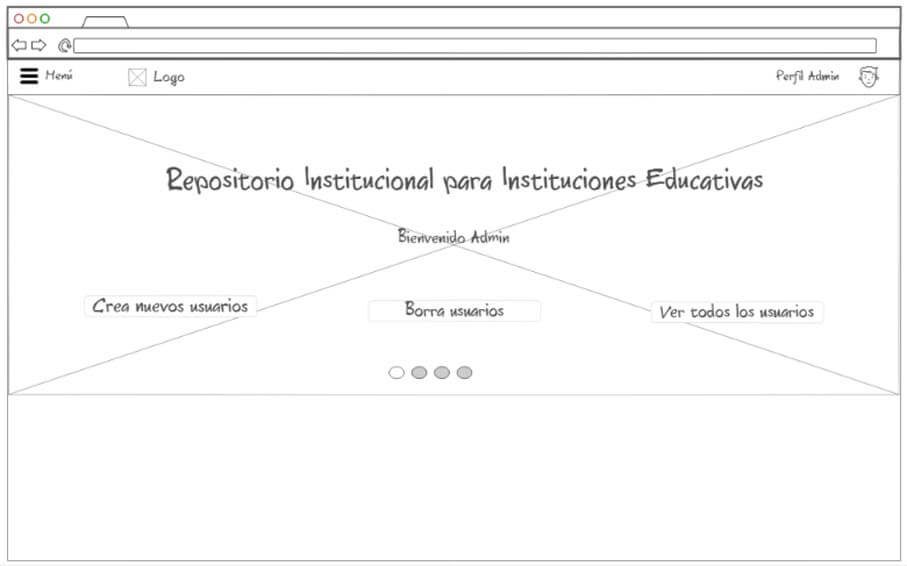 Menú Logo Perfil Admin
Repositorio Institucional para Instituciones Educativas
Bienvenido Admin
Crea nuevos usuarios Borra usuarios Ver todos los usuarios